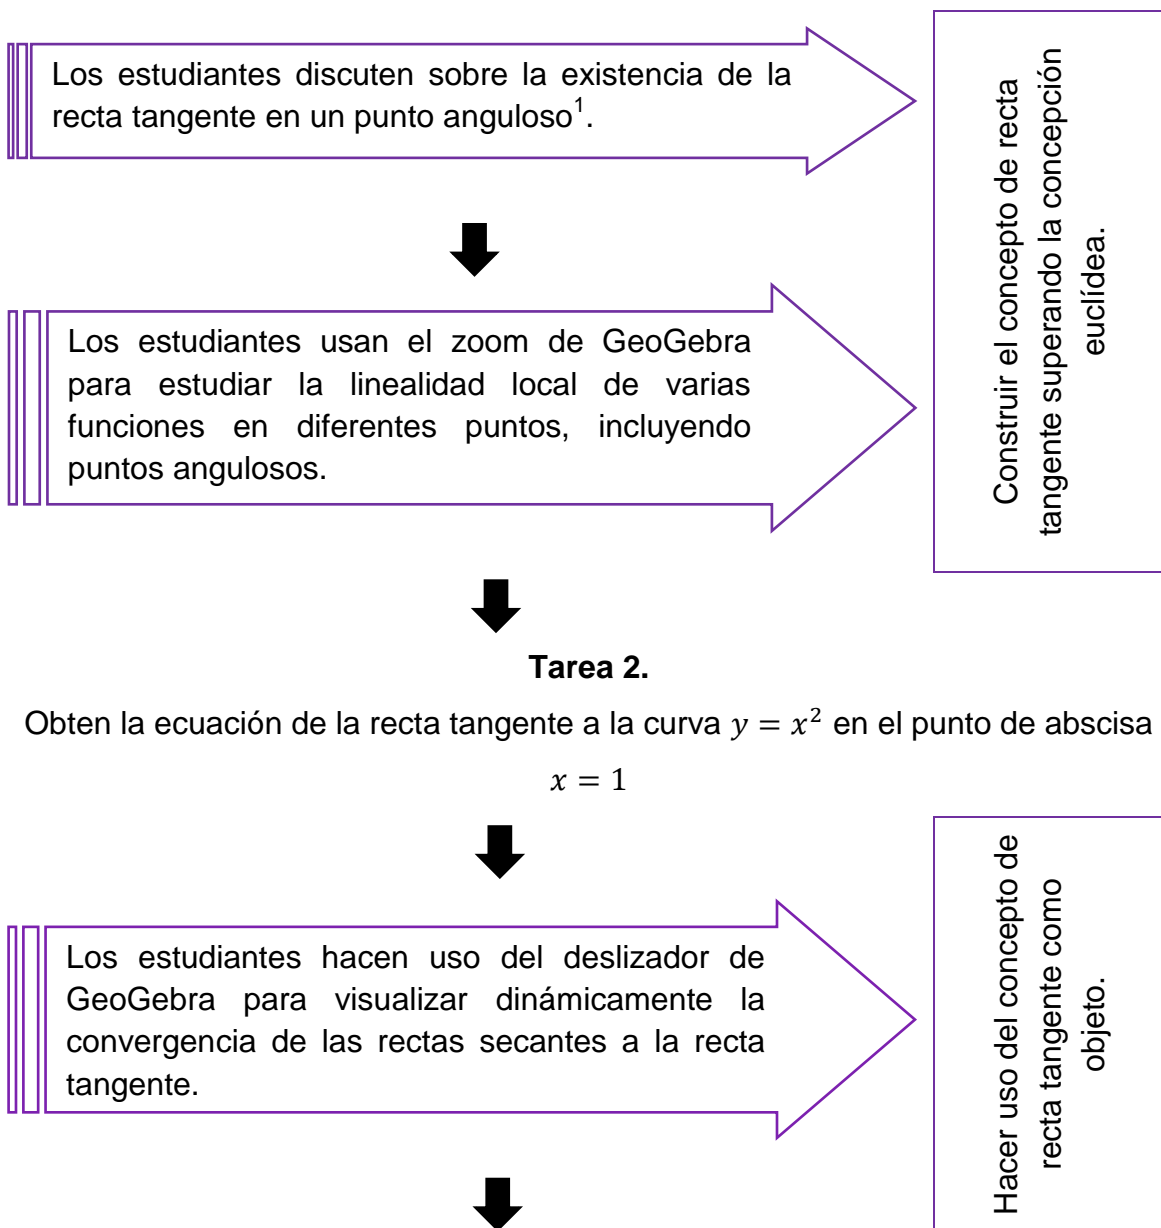 Los estudiantes discuten sobre la existencia de la
recta tangente en un punto anguloso¹.
Construir el concepto de recta
tangente superando la concepción
euclídea.
Los estudiantes usan el zoom de GeoGebra
para estudiar la linealidad local de varias
funciones en diferentes puntos, incluyendo
puntos angulosos.
Tarea 2.
Obten la ecuación de la recta tangente a la curva y = x² en el punto de abscisa
x = 1
Los estudiantes hacen uso del deslizador de
GeoGebra para visualizar dinámicamente la
convergencia de las rectas secantes a la recta
tangente.
Hacer uso del concepto de
recta tangente como
objeto.